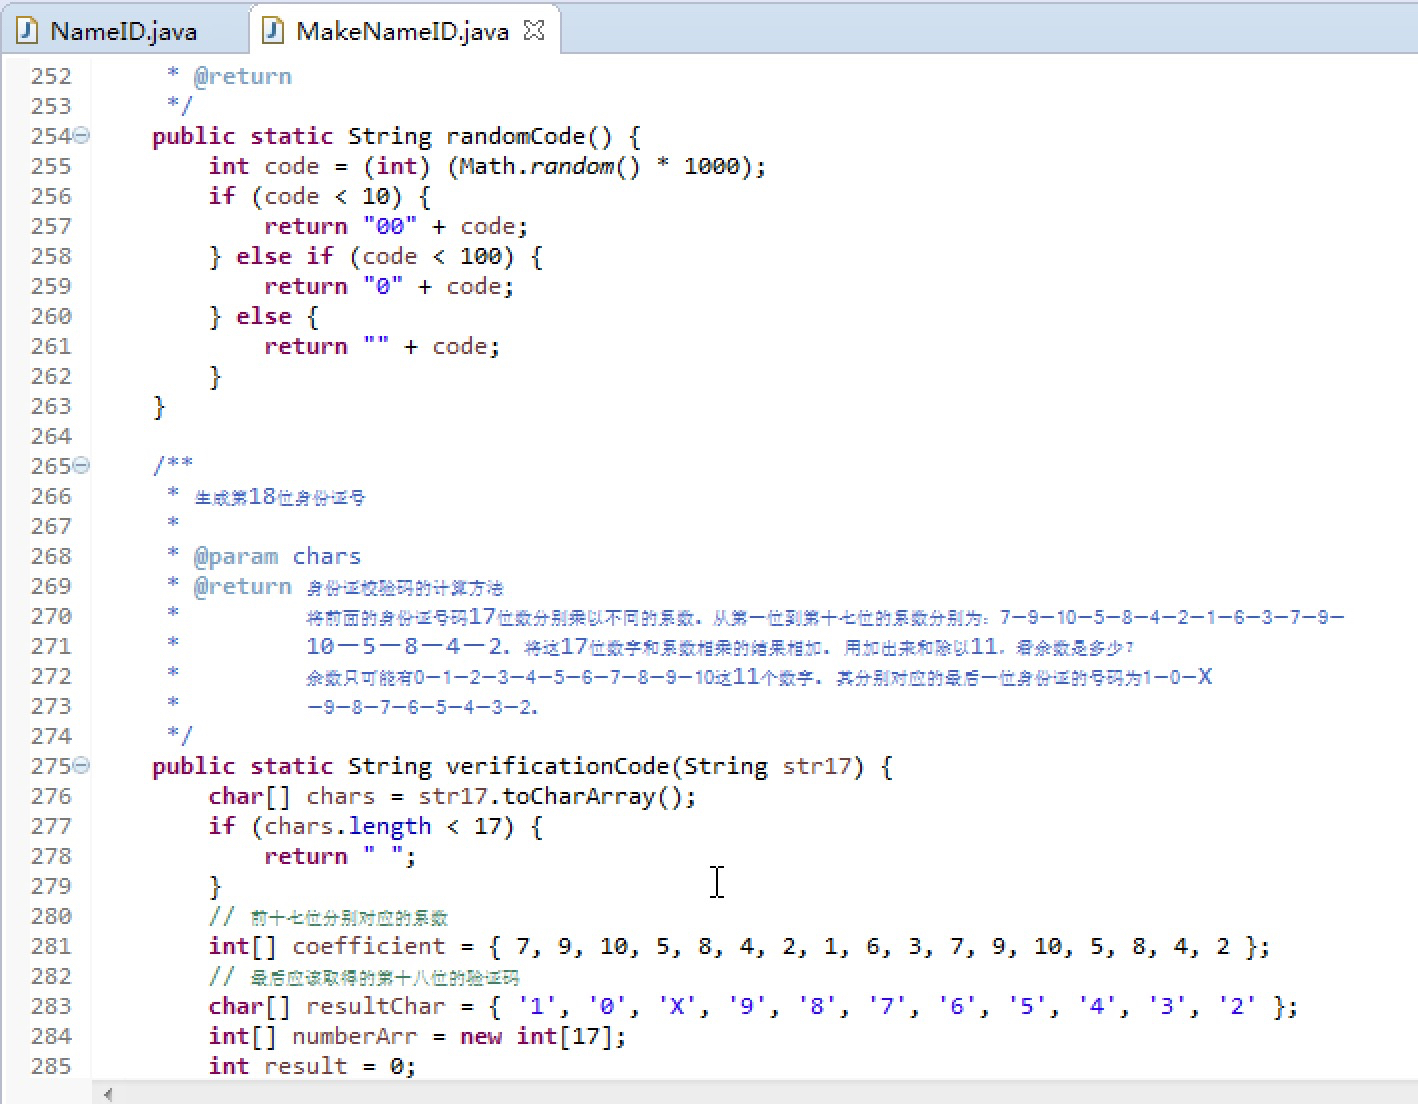 NameID.java
MakeNameID.java
252 * @return
253 */
254 public static String randomCode() {
255 int code = (int) (Math.random() * 1000);
256 if (code < 10) {
257 return "00" + code;
258 } else if (code < 100) {
259 return "0" + code;
260 } else {
261 return "" + code;
262 }
263 }
264
265 /**
266 * 生成第18位身份证号
267 *
268 * @param chars
269 * @return 身份证校验码的计算方法
270 * 将前面的身份证号码17位数分别乘以不同的系数。从第一位到第十七位的系数分别为：7－9－10－5－8－4－2－1－6－3－7－9－
271 * 10－5－8－4－2。将这17位数字和系数相乘的结果相加。用加出来和除以11，看余数是多少？
272 * 余数只可能有0－1－2－3－4－5－6－7－8－9－10这11个数字。其分别对应的最后一位身份证的号码为1－0－X
273 * －9－8－7－6－5－4－3－2。
274 */
275 public static String verificationCode(String str17) {
276 char[] chars = str17.toCharArray();
277 if (chars.length < 17) {
278 return " ";
279 }
280 // 前十七位分别对应的系数
281 int[] coefficient = { 7, 9, 10, 5, 8, 4, 2, 1, 6, 3, 7, 9, 10, 5, 8, 4, 2 };
282 // 最后应该取得的第十八位的验证码
283 char[] resultChar = { '1', '0', 'X', '9', '8', '7', '6', '5', '4', '3', '2' };
284 int[] numberArr = new int[17];
285 int result = 0;